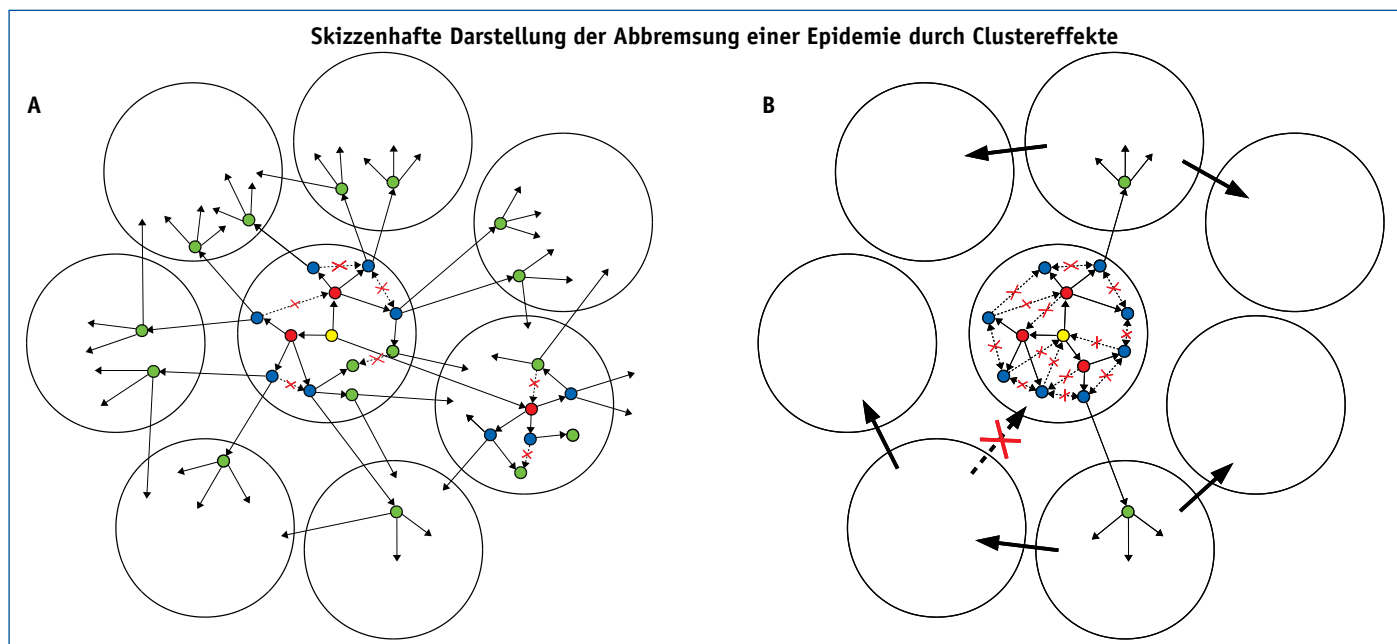 Skizzenhafte Darstellung der Abbremsung einer Epidemie durch Clustereffekte
A
B